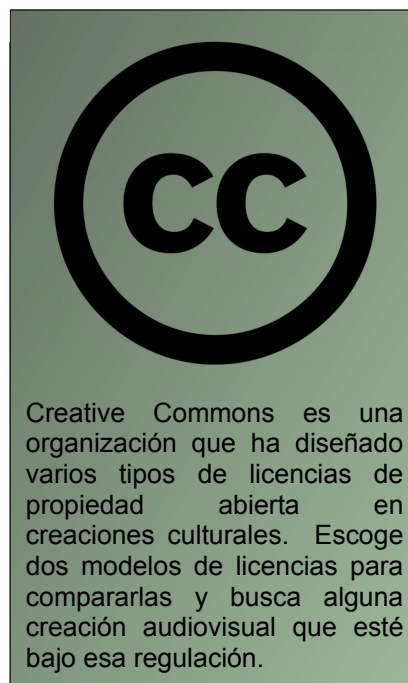 cc
Creative Commons es una
organización que ha diseñado
varios tipos de licencias de
propiedad abierta en
creaciones culturales. Escoge
dos modelos de licencias para
compararlas y busca alguna
creación audiovisual que esté
bajo esa regulación.